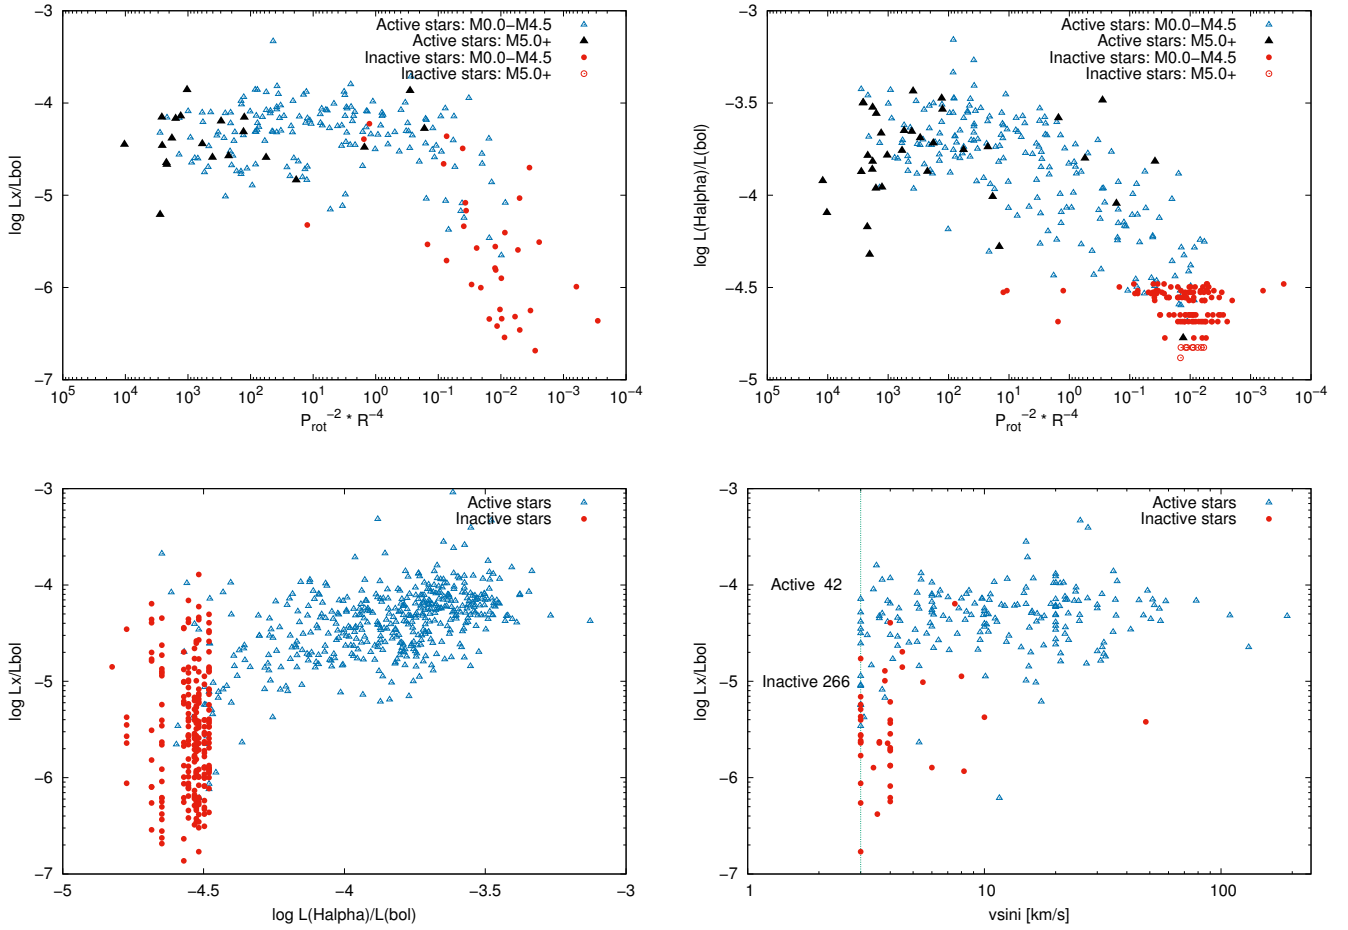 −3
Active stars: M0.0−M4.5
Active stars: M5.0+
Inactive stars: M0.0−M4.5
Inactive stars: M5.0+
−4
−5
−6
−7
log Lx/Lbol
10^5 10^4 10^3 10^2 10^1 10^0 10^-1 10^-2 10^-3 10^-4
P_rot^−2 * R^−4
−3
Active stars: M0.0−M4.5
Active stars: M5.0+
Inactive stars: M0.0−M4.5
Inactive stars: M5.0+
−3.5
−4
−4.5
−5
log L(Halpha)/L(bol)
10^5 10^4 10^3 10^2 10^1 10^0 10^-1 10^-2 10^-3 10^-4
P_rot^−2 * R^−4
−3
Active stars
Inactive stars
−4
−5
−6
−7
log Lx/Lbol
−5 −4.5 −4 −3.5 −3
log L(Halpha)/L(bol)
−3
Active stars
Inactive stars
−4
Active 42
−5
Inactive 266
−6
−7
log Lx/Lbol
1 10 100
vsini [km/s]